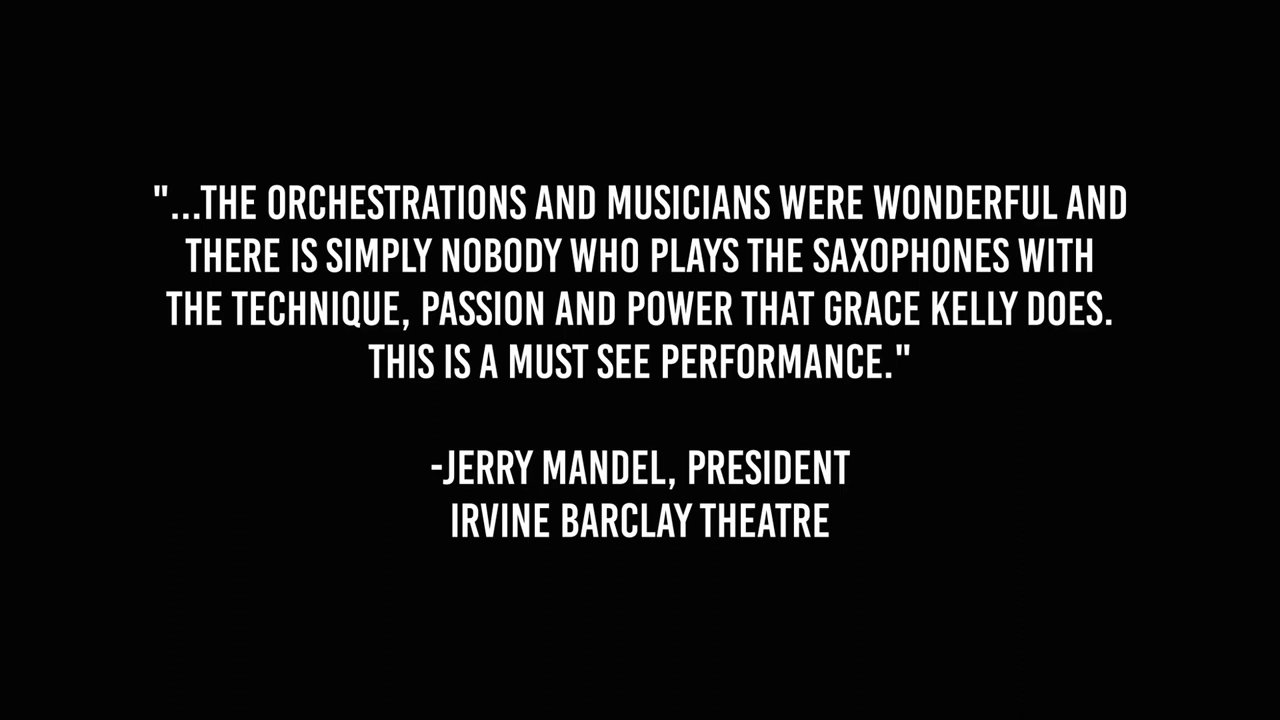 "...THE ORCHESTRATIONS AND MUSICIANS WERE WONDERFUL AND
THERE IS SIMPLY NOBODY WHO PLAYS THE SAXOPHONES WITH
THE TECHNIQUE, PASSION AND POWER THAT GRACE KELLY DOES.
THIS IS A MUST SEE PERFORMANCE."
-JERRY MANDEL, PRESIDENT
IRVINE BARCLAY THEATRE